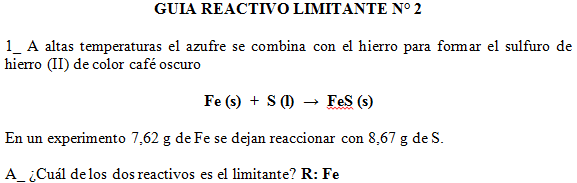 GUIA REACTIVO LIMITANTE N° 2
1_ A altas temperaturas el azufre se combina con el hierro para formar el sulfuro de
hierro (II) de color café oscuro
Fe (s) + S (l) → FeS (s)
En un experimento 7,62 g de Fe se dejan reaccionar con 8,67 g de S.
A_ ¿Cuál de los dos reactivos es el limitante? R: Fe